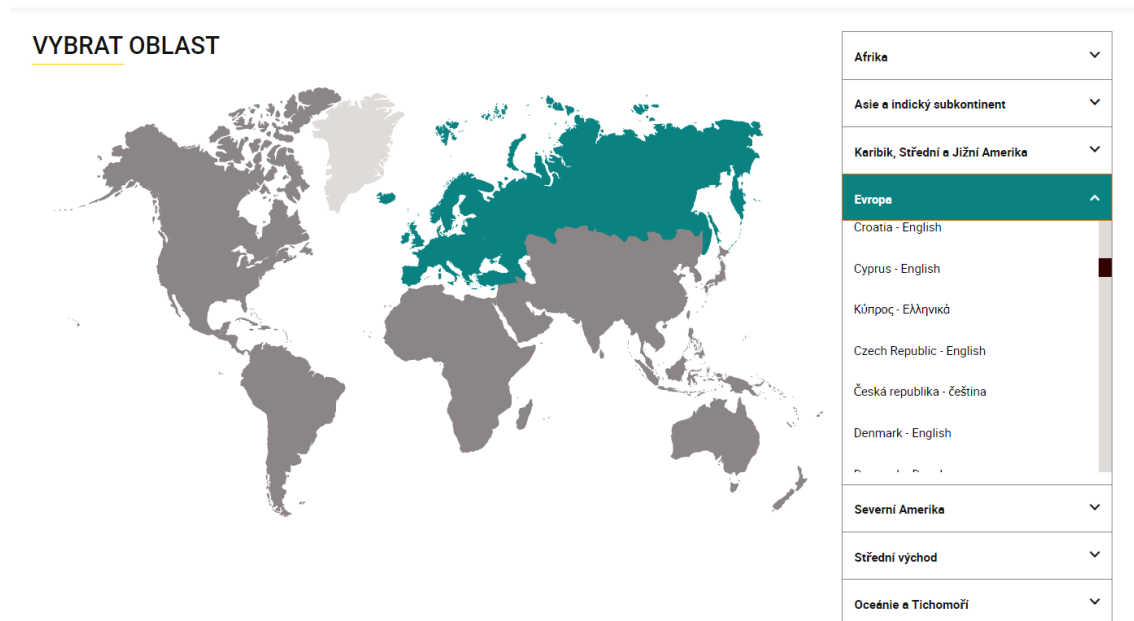 VYBRAT OBLAST
Afrika
Asie a indický subkontinent
Karibik, Střední a Jižní Amerika
Evropa
Croatia - English
Cyprus - English
Κύπρος - Ελληνικά
Czech Republic - English
Česká republika - čeština
Denmark - English
Severní Amerika
Střední východ
Oceánie a Tichomoří